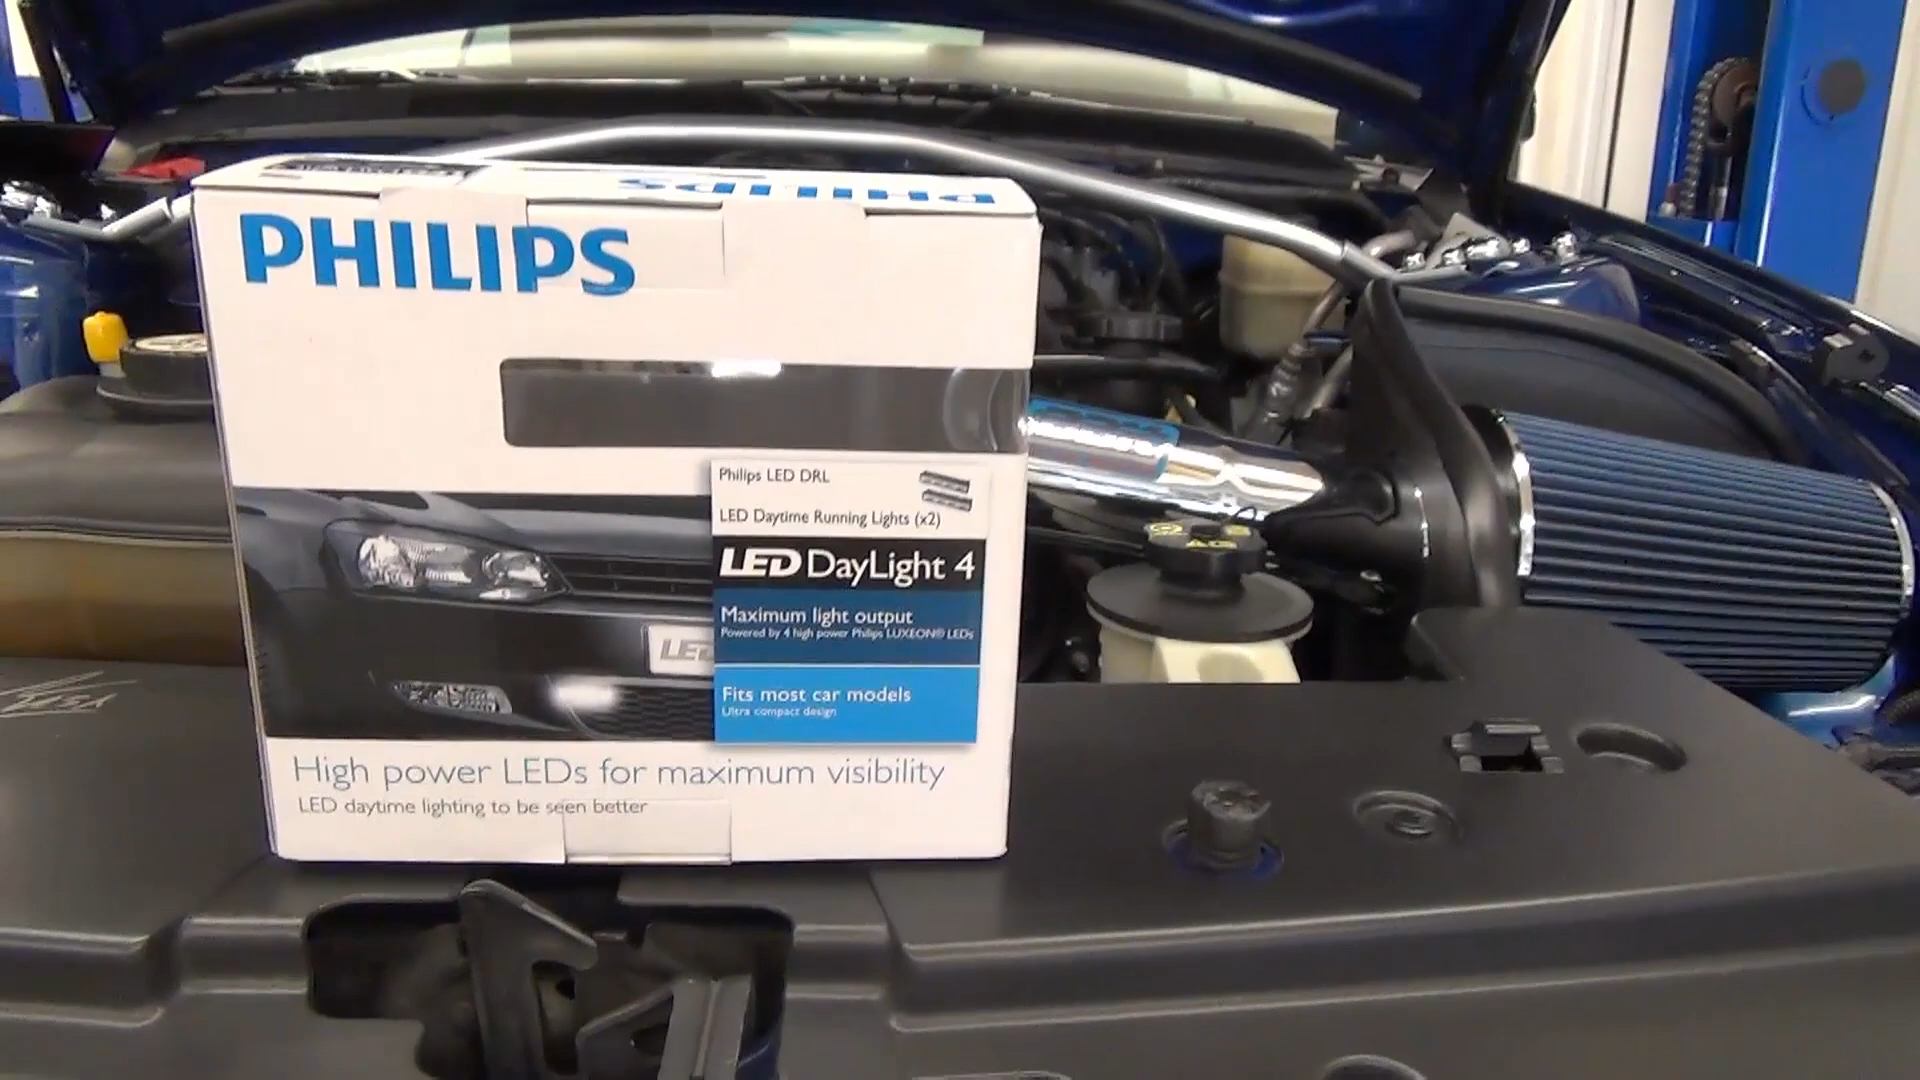 PHILIPS
PHILIPS
Philips LED DRL
LED Daytime Running Lights (x2)
LED DayLight 4
Maximum light output
Powered by 4 high power Philips LUXEON® LEDs
LED
Fits most car models
Ultra compact design
High power LEDs for maximum visibility
LED daytime lighting to be seen better